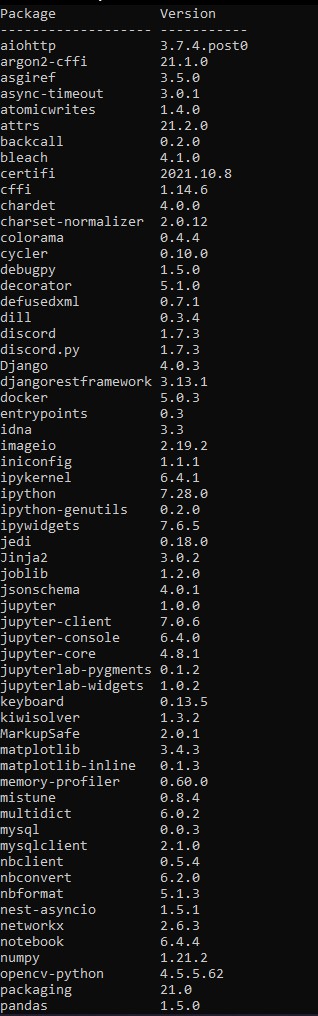 Package Version
------------------- -----------
aiohttp 3.7.4.post0
argon2-cffi 21.1.0
asgiref 3.5.0
async-timeout 3.0.1
atomicwrites 1.4.0
attrs 21.2.0
backcall 0.2.0
bleach 4.1.0
certifi 2021.10.8
cffi 1.14.6
chardet 4.0.0
charset-normalizer 2.0.12
colorama 0.4.4
cycler 0.10.0
debugpy 1.5.0
decorator 5.1.0
defusedxml 0.7.1
dill 0.3.4
discord 1.7.3
discord.py 1.7.3
Django 4.0.3
djangorestframework 3.13.1
docker 5.0.3
entrypoints 0.3
idna 3.3
imageio 2.19.2
iniconfig 1.1.1
ipykernel 6.4.1
ipython 7.28.0
ipython-genutils 0.2.0
ipywidgets 7.6.5
jedi 0.18.0
Jinja2 3.0.2
joblib 1.2.0
jsonschema 4.0.1
jupyter 1.0.0
jupyter-client 7.0.6
jupyter-console 6.4.0
jupyter-core 4.8.1
jupyterlab-pygments 0.1.2
jupyterlab-widgets 1.0.2
keyboard 0.13.5
kiwisolver 1.3.2
MarkupSafe 2.0.1
matplotlib 3.4.3
matplotlib-inline 0.1.3
memory-profiler 0.60.0
mistune 0.8.4
multidict 6.0.2
mysql 0.0.3
mysqlclient 2.1.0
nbclient 0.5.4
nbconvert 6.2.0
nbformat 5.1.3
nest-asyncio 1.5.1
networkx 2.6.3
notebook 6.4.4
numpy 1.21.2
opencv-python 4.5.5.62
packaging 21.0
pandas 1.5.0